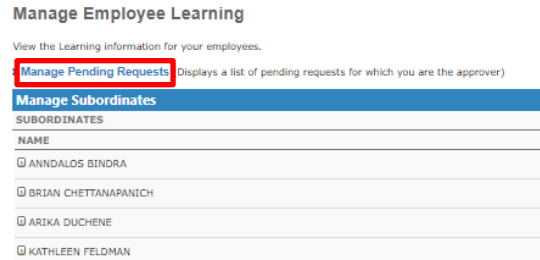 Manage Employee Learning
View the Learning information for your employees.
Manage Pending Requests (Displays a list of pending requests for which you are the approver)
Manage Subordinates
SUBORDINATES
NAME
ANNDALOS BINDRA
BRIAN CHETTANAPANICH
ARIKA DUCHENE
KATHLEEN FELDMAN